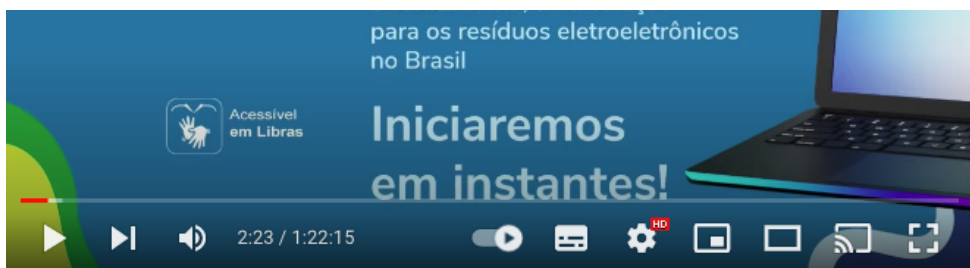 para os resíduos eletroeletrônicos
no Brasil
Acessível
em Libras
Iniciaremos
em instantes!
2:23 / 1:22:15
HD